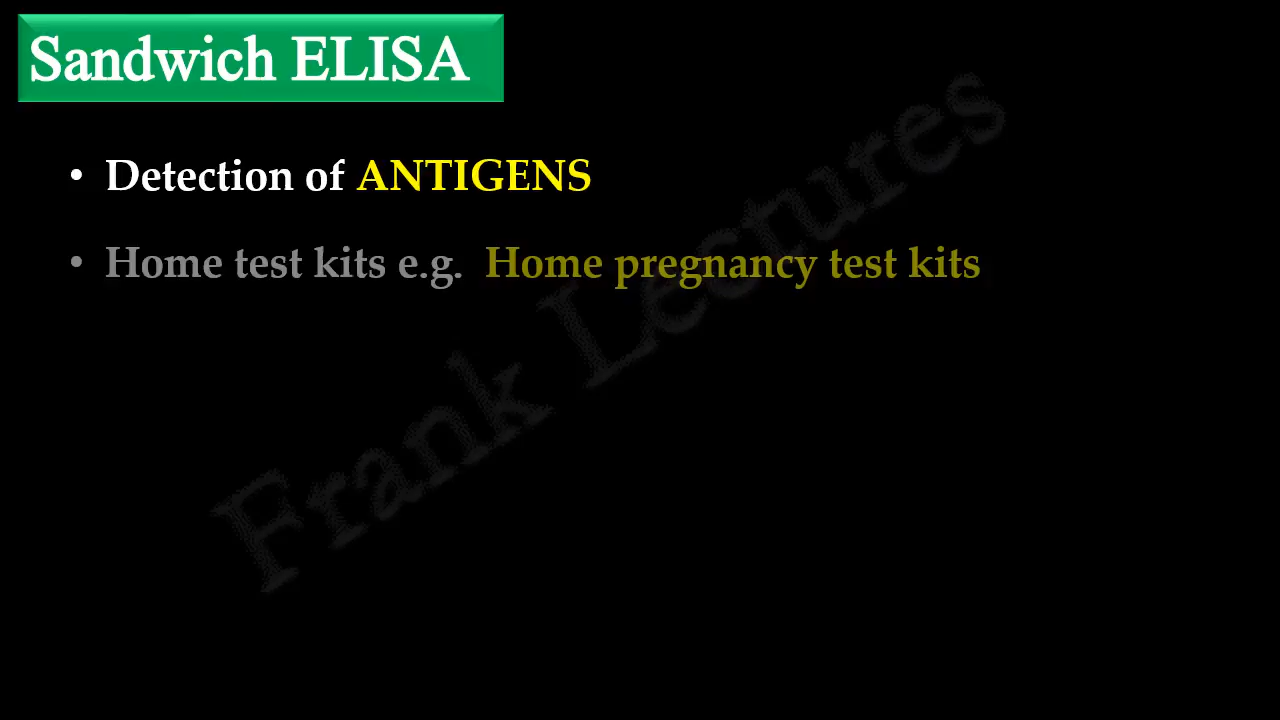 Sandwich ELISA
• Detection of ANTIGENS
• Home test kits e.g. Home pregnancy test kits
Frank Lectures